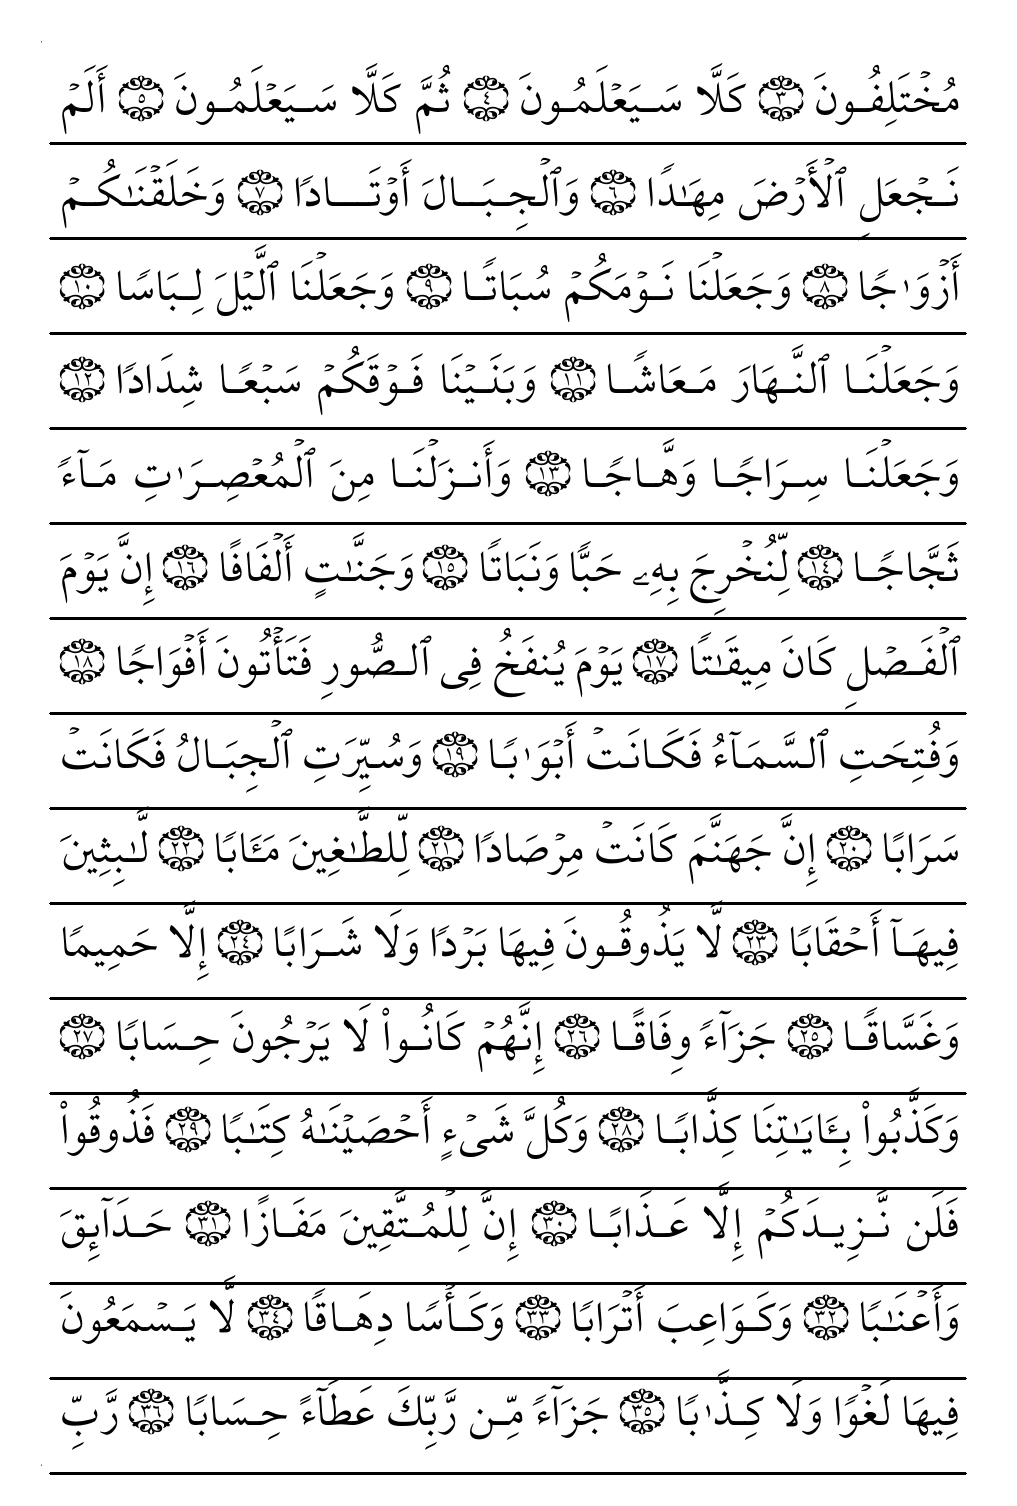 مُخۡتَلِفُونَ ٣ كَلَّا سَيَعۡلَمُونَ ٤ ثُمَّ كَلَّا سَيَعۡلَمُونَ ٥ أَلَمۡ
نَجۡعَلِ ٱلۡأَرۡضَ مِهَٰدٗا ٦ وَٱلۡجِبَالَ أَوۡتَادٗا ٧ وَخَلَقۡنَٰكُمۡ
أَزۡوَٰجٗا ٨ وَجَعَلۡنَا نَوۡمَكُمۡ سُبَاتٗا ٩ وَجَعَلۡنَا ٱلَّيۡلَ لِبَاسٗا ١٠
وَجَعَلۡنَا ٱلنَّهَارَ مَعَاشٗا ١١ وَبَنَيۡنَا فَوۡقَكُمۡ سَبۡعٗا شِدَادٗا ١٢
وَجَعَلۡنَا سِرَاجٗا وَهَّاجٗا ١٣ وَأَنزَلۡنَا مِنَ ٱلۡمُعۡصِرَٰتِ مَآءٗ
ثَجَّاجٗا ١٤ لِّنُخۡرِجَ بِهِۦ حَبّٗا وَنَبَاتٗا ١٥ وَجَنَّٰتٍ أَلۡفَافًا ١٦ إِنَّ يَوۡمَ
ٱلۡفَصۡلِ كَانَ مِيقَٰتٗا ١٧ يَوۡمَ يُنفَخُ فِي ٱلصُّورِ فَتَأۡتُونَ أَفۡوَاجٗا ١٨
وَفُتِحَتِ ٱلسَّمَآءُ فَكَانَتۡ أَبۡوَٰبٗا ١٩ وَسُيِّرَتِ ٱلۡجِبَالُ فَكَانَتۡ
سَرَابًا ٢٠ إِنَّ جَهَنَّمَ كَانَتۡ مِرۡصَادٗا ٢١ لِّلطَّٰغِينَ مَـَٔابٗا ٢٢ لَّٰبِثِينَ
فِيهَآ أَحۡقَابٗا ٢٣ لَّا يَذُوقُونَ فِيهَا بَرۡدٗا وَلَا شَرَابًا ٢٤ إِلَّا حَمِيمٗا
وَغَسَّاقٗا ٢٥ جَزَآءٗ وِفَاقًا ٢٦ إِنَّهُمۡ كَانُواْ لَا يَرۡجُونَ حِسَابٗا ٢٧
وَكَذَّبُواْ بِـَٔايَٰتِنَا كِذَّابٗا ٢٨ وَكُلَّ شَيۡءٍ أَحۡصَيۡنَٰهُ كِتَٰبٗا ٢٩ فَذُوقُواْ
فَلَن نَّزِيدَكُمۡ إِلَّا عَذَابًا ٣٠ إِنَّ لِلۡمُتَّقِينَ مَفَازًا ٣١ حَدَآئِقَ
وَأَعۡنَٰبٗا ٣٢ وَكَوَاعِبَ أَتۡرَابٗا ٣٣ وَكَأۡسٗا دِهَاقٗا ٣٤ لَّا يَسۡمَعُونَ
فِيهَا لَغۡوٗا وَلَا كِذَّٰبٗا ٣٥ جَزَآءٗ مِّن رَّبِّكَ عَطَآءً حِسَابٗا ٣٦ رَّبِّ